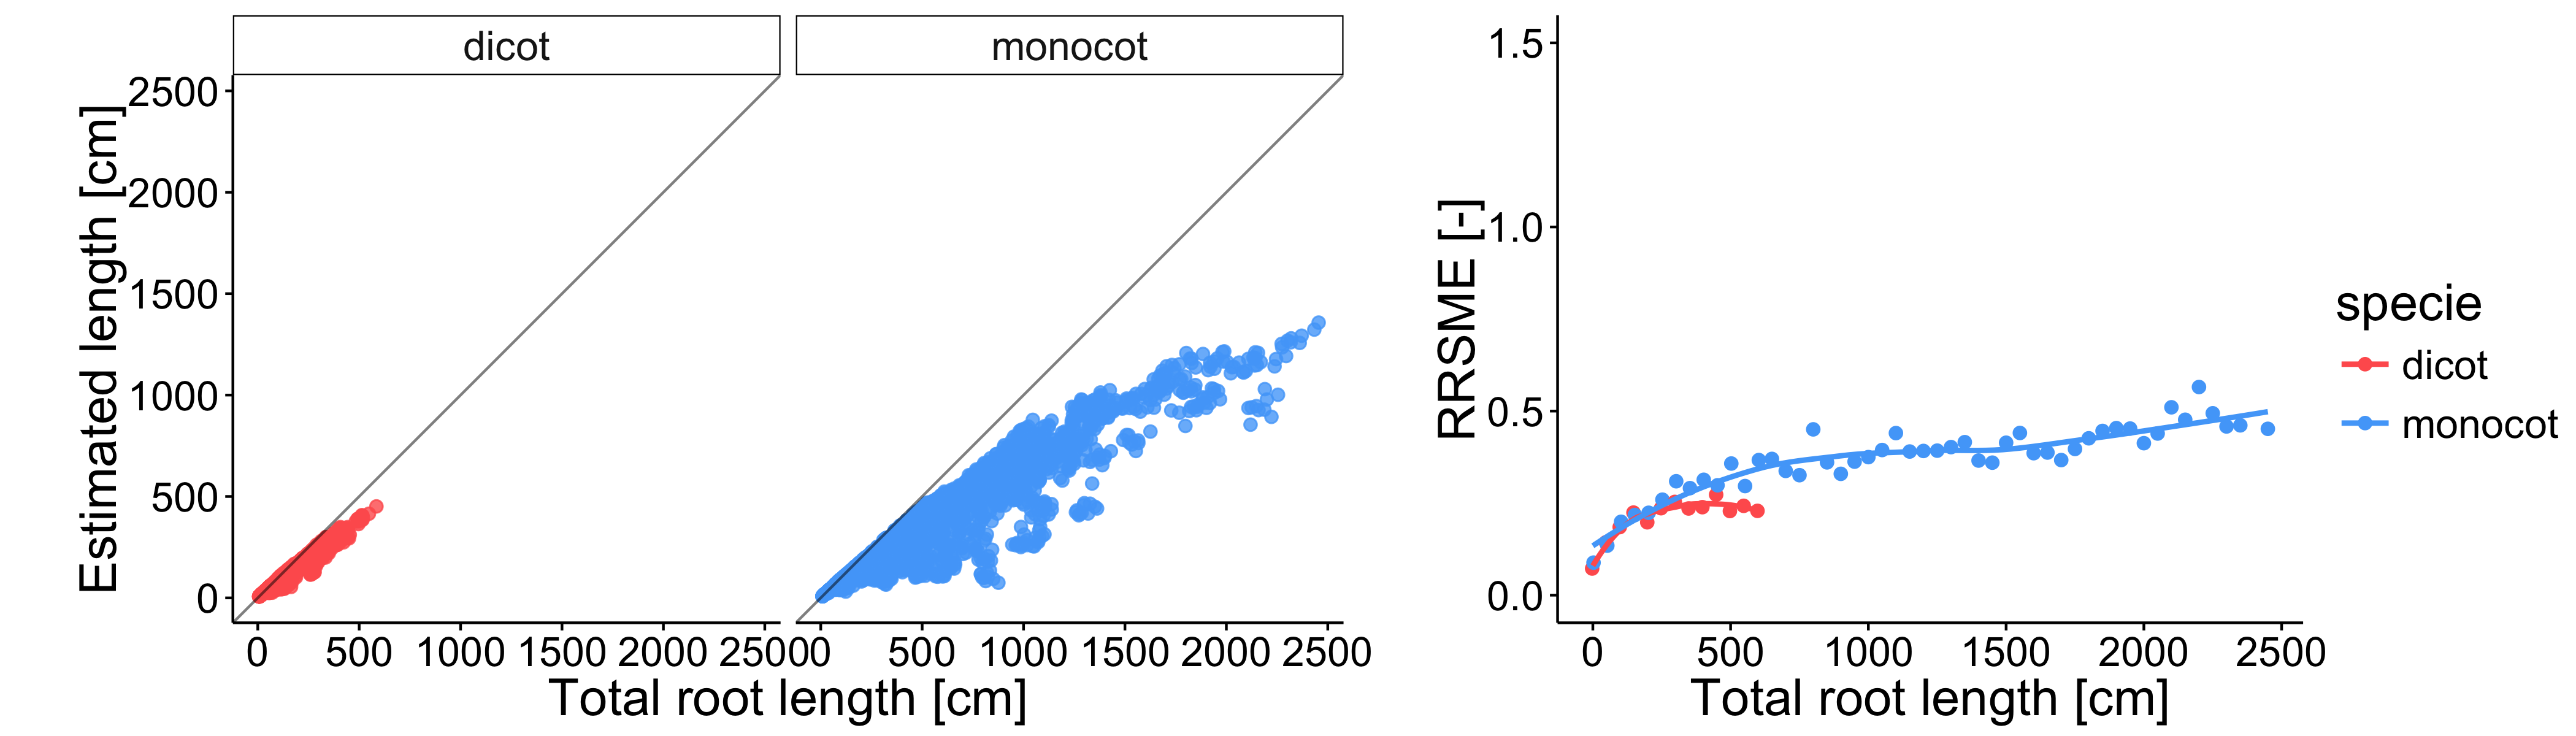 dicot
monocot
Estimated length [cm]
2500
2000
1500
1000
500
0
0 500 1000 1500 2000 2500
0 500 1000 1500 2000 2500
Total root length [cm]
RRSME [-]
1.5
1.0
0.5
0.0
0 500 1000 1500 2000 2500
Total root length [cm]
specie
dicot
monocot